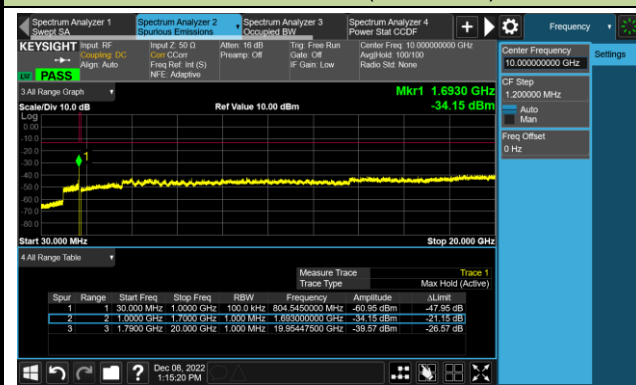 Spectrum Analyzer 1
Swept SA
Spectrum Analyzer 2
Spurious Emissions
Spectrum Analyzer 3
Occupied BW
Spectrum Analyzer 4
Power Stat CCDF
Frequency
KEYSIGHT
Input: RF
Coupling: DC
Align: Auto
Input Z: 50 Ω
Corr CCorr
Freq Ref: Int (S)
NFE: Adaptive
Atten: 16 dB
Preamp: Off
Trig: Free Run
Gate: Off
IF Gain: Low
Center Freq: 10.000000000 GHz
Avg|Hold: 100/100
Radio Std: None
PASS
Center Frequency
10.000000000 GHz
Settings
CF Step
1.200000 MHz
Auto
Man
Freq Offset
0 Hz
3 All Range Graph
Mkr1 1.6930 GHz
Scale/Div 10.0 dB
Ref Value 10.00 dBm
-34.15 dBm
Log
0.00
-10.0
-20.0
-30.0
-40.0
-50.0
-60.0
-70.0
-80.0
1
Start 30.000 MHz
Stop 20.000 GHz
4 All Range Table
Measure Trace Trace 1
Trace Type Max Hold (Active)
Spur Range Start Freq Stop Freq RBW Frequency Amplitude ΔLimit
1 1 30.000 MHz 1.0000 GHz 100.0 kHz 804.5450000 MHz -60.95 dBm -47.95 dB
2 2 1.0000 GHz 1.7000 GHz 1.000 MHz 1.693000000 GHz -34.15 dBm -21.15 dB
3 3 1.7900 GHz 20.000 GHz 1.000 MHz 19.95447500 GHz -39.57 dBm -26.57 dB
Dec 08, 2022
1:15:20 PM